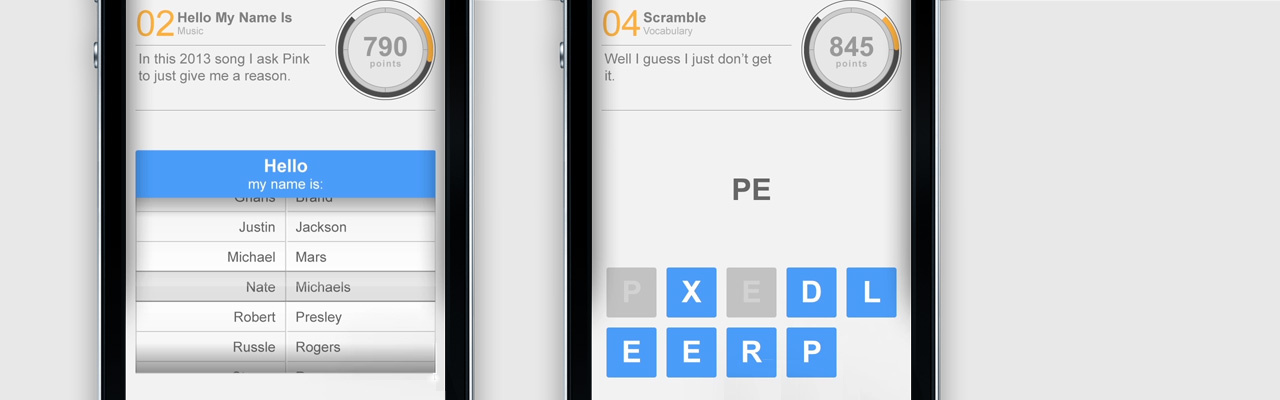 02 Hello My Name Is
Music
In this 2013 song I ask Pink
to just give me a reason.
790
points
Hello
my name is:
Brand
Justin Jackson
Michael Mars
Nate Michaels
Robert Presley
Russle Rogers
04 Scramble
Vocabulary
Well I guess I just don't get
it.
845
points
PE
P X E D L
E E R P